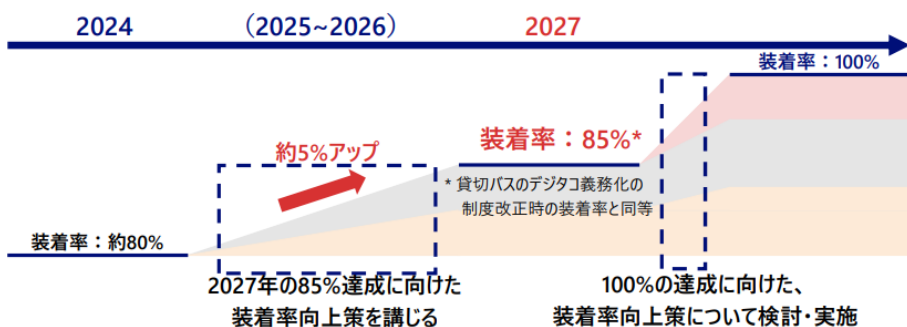 2024
（2025~2026）
2027
装着率：100%
約5%アップ
装着率：85%*
* 貸切バスのデジタコ義務化の
制度改正時の装着率と同等
装着率：約80%
2027年の85%達成に向けた
装着率向上策を講じる
100%の達成に向けた、
装着率向上策について検討・実施